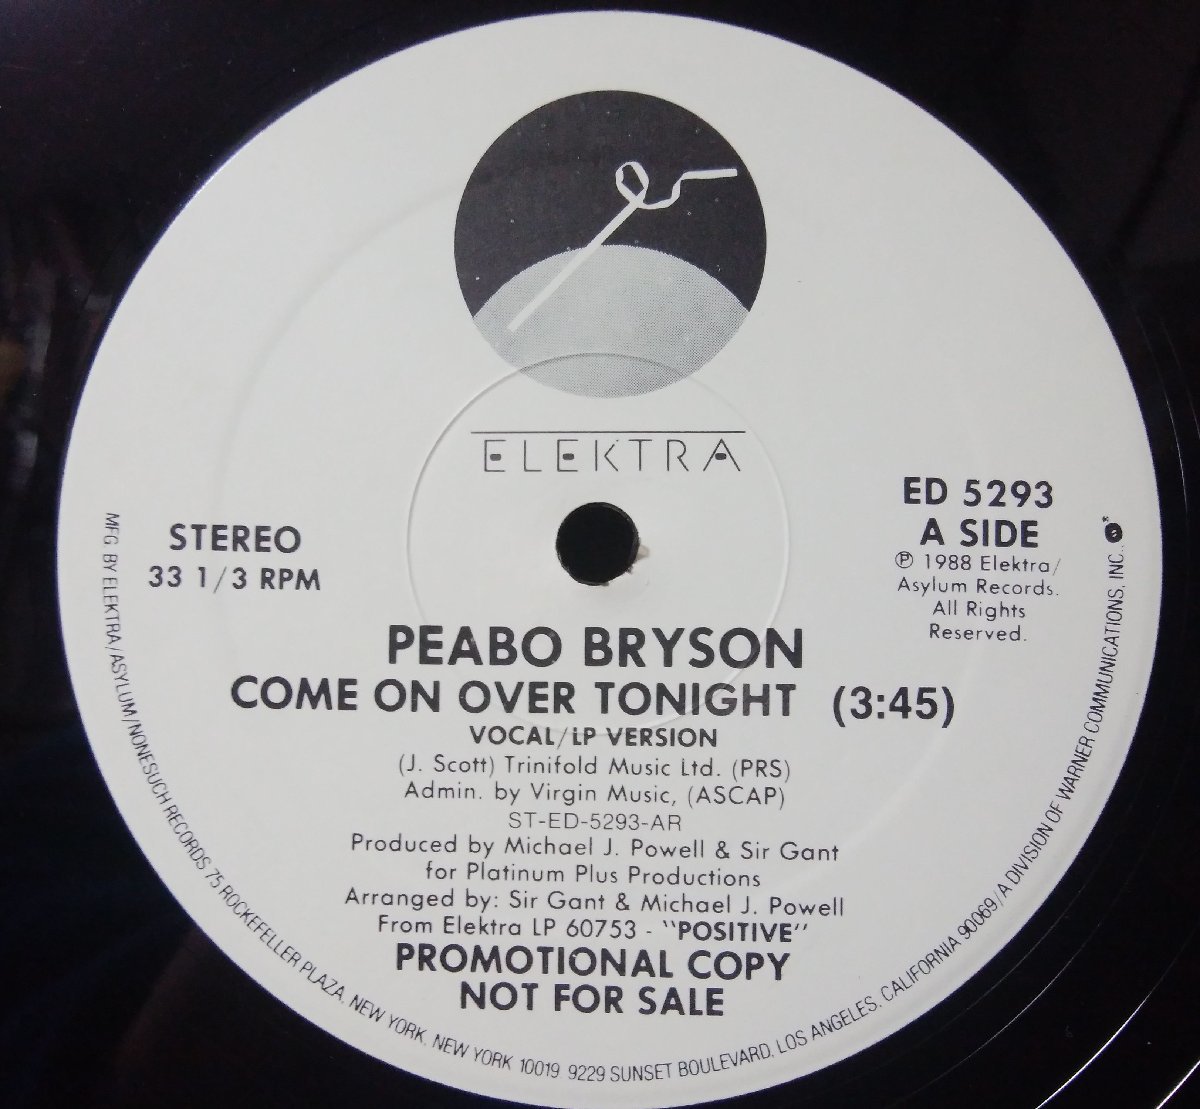 ELEKTRA
STEREO
33 1/3 RPM
ED 5293
A SIDE
Ⓟ 1988 Elektra/
Asylum Records.
All Rights
Reserved.
PEABO BRYSON
COME ON OVER TONIGHT (3:45)
VOCAL/LP VERSION
(J. Scott) Trinifold Music Ltd. (PRS)
Admin. by Virgin Music, (ASCAP)
ST-ED-5293-AR
Produced by Michael J. Powell & Sir Gant
for Platinum Plus Productions
Arranged by: Sir Gant & Michael J. Powell
From Elektra LP 60753 - "POSITIVE"
PROMOTIONAL COPY
NOT FOR SALE
MFG. BY ELEKTRA/ASYLUM/NONESUCH RECORDS 75 ROCKEFELLER PLAZA, NEW YORK, NEW YORK 10019 9229 SUNSET BOULEVARD, LOS ANGELES, CALIFORNIA 90069/A DIVISION OF WARNER COMMUNICATIONS, INC.